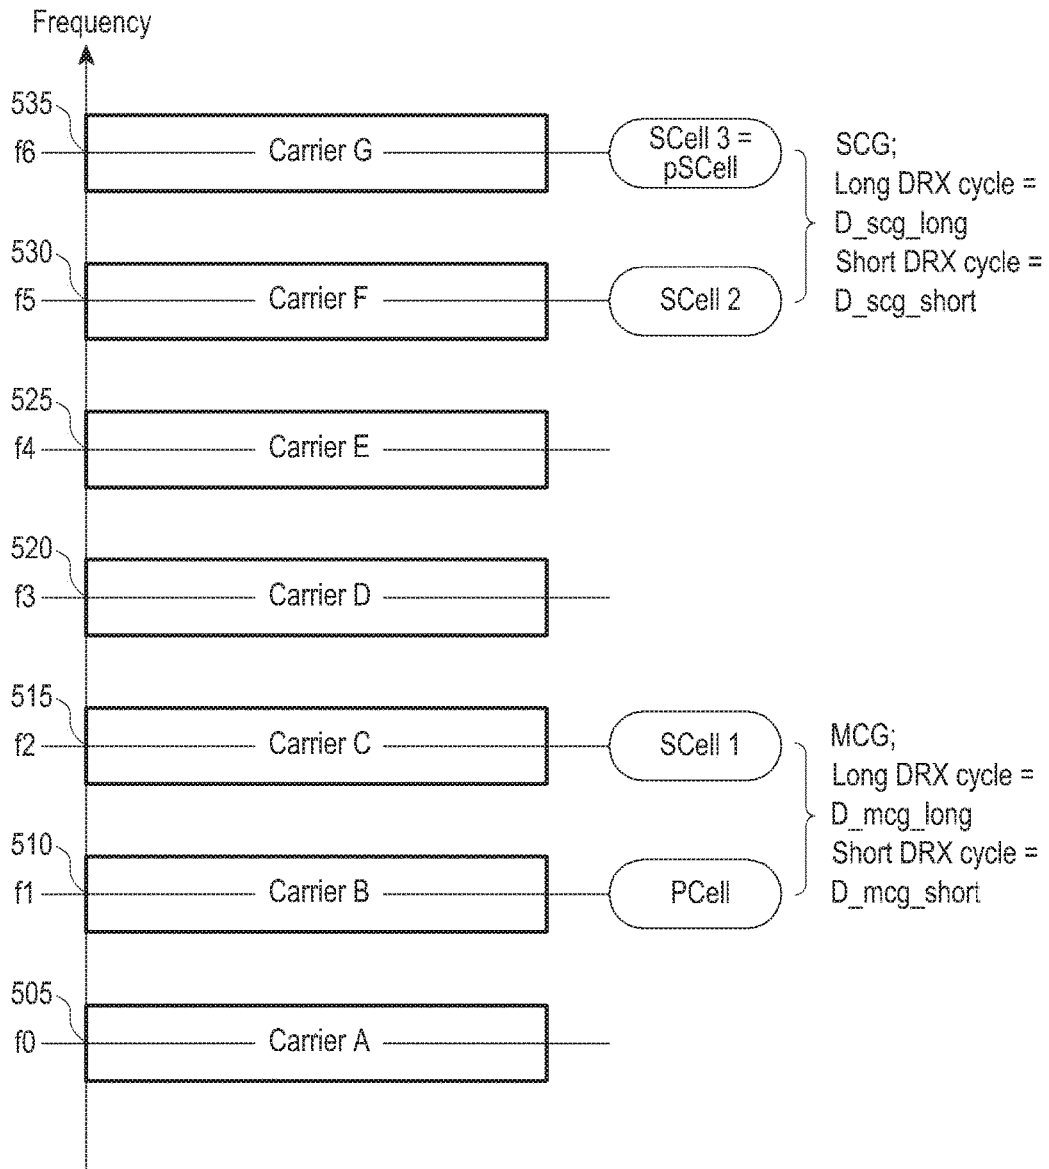 Frequency
535
f6
Carrier G
SCell 3 =
pSCell
SCG;
Long DRX cycle =
D_scg_long
Short DRX cycle =
D_scg_short
530
f5
Carrier F
SCell 2
525
f4
Carrier E
520
f3
Carrier D
515
f2
Carrier C
SCell 1
MCG;
Long DRX cycle =
D_mcg_long
Short DRX cycle =
D_mcg_short
510
f1
Carrier B
PCell
505
f0
Carrier A